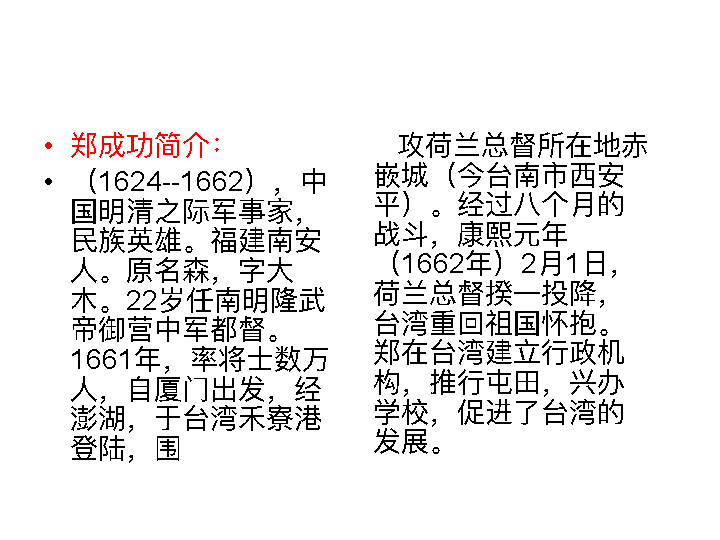 • 郑成功简介：
• （1624--1662），中
国明清之际军事家，
民族英雄。福建南安
人。原名森，字大
木。22岁任南明隆武
帝御营中军都督。
1661年，率将士数万
人，自厦门出发，经
澎湖，于台湾禾寮港
登陆，围
攻荷兰总督所在地赤
嵌城（今台南市西安
平）。经过八个月的
战斗，康熙元年
（1662年）2月1日，
荷兰总督揆一投降，
台湾重回祖国怀抱。
郑在台湾建立行政机
构，推行屯田，兴办
学校，促进了台湾的
发展。